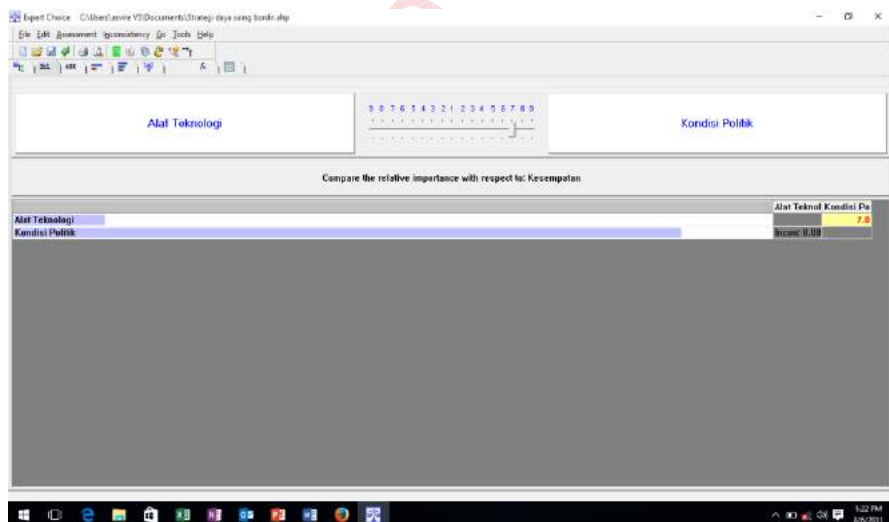 Expert Choice C:\Users\aspire V5\Documents\Strategi daya saing bordir.ahp
File Edit Assessment Inconsistency Go Tools Help
ABC
9 8 7 6 5 4 3 2 1 2 3 4 5 6 7 8 9
Alat Teknologi
Kondisi Politik
Compare the relative importance with respect to: Kesempatan
Alat Teknol Kondisi Po
Alat Teknologi 7.0
Kondisi Politik Incon: 0.00
1:22 PM